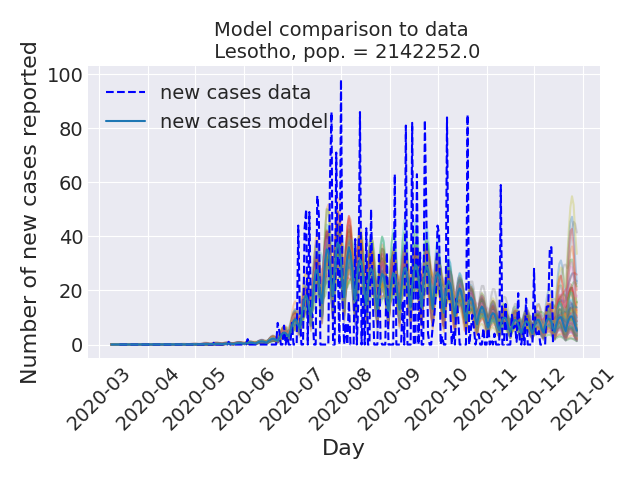 Model comparison to data
Lesotho, pop. = 2142252.0
Number of new cases reported
100
80
60
40
20
0
new cases data
new cases model
2020-03
2020-04
2020-05
2020-06
2020-07
2020-08
2020-09
2020-10
2020-11
2020-12
2021-01
Day